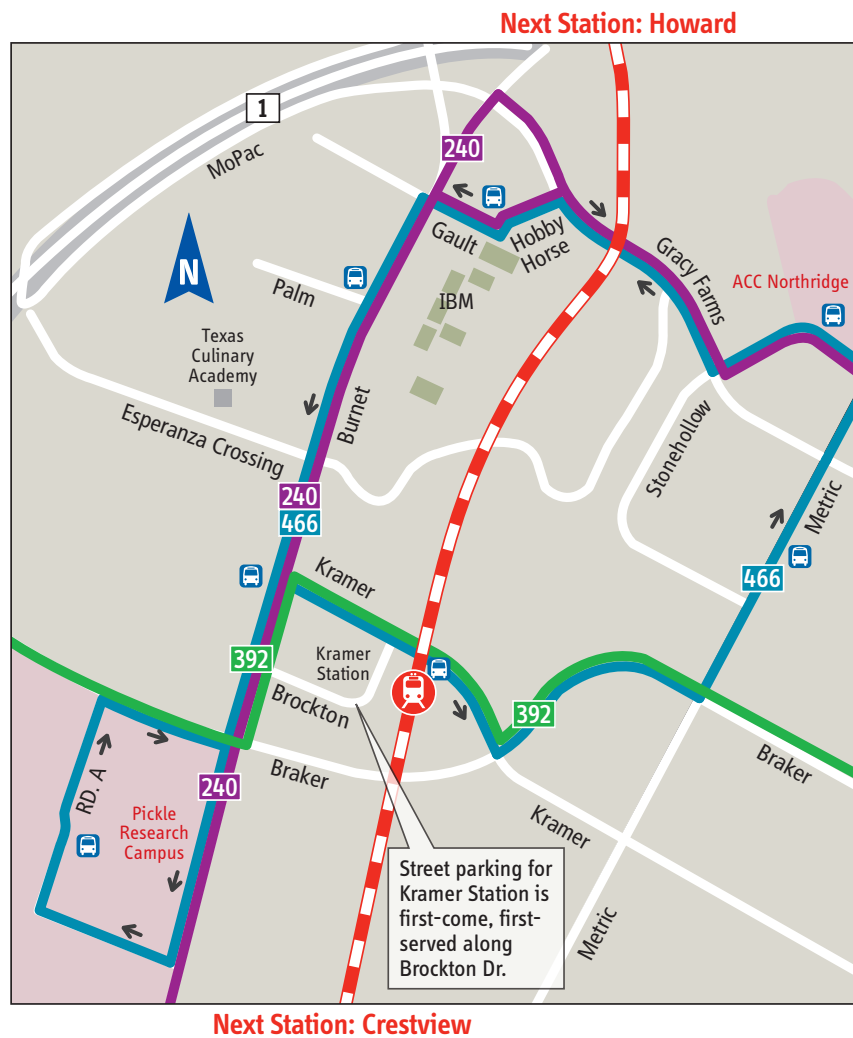 Next Station: Howard
1
MoPac
240
Gault
Hobby
Horse
Gracy Farms
ACC Northridge
N
Palm
IBM
Texas
Culinary
Academy
Burnet
Esperanza Crossing
Stonehollow
Metric
240
466
Kramer
466
392
Kramer
Station
Brockton
392
Braker
Braker
RD. A
240
Pickle
Research
Campus
Kramer
Street parking for
Kramer Station is
first-come, first-
served along
Brockton Dr.
Metric
Next Station: Crestview